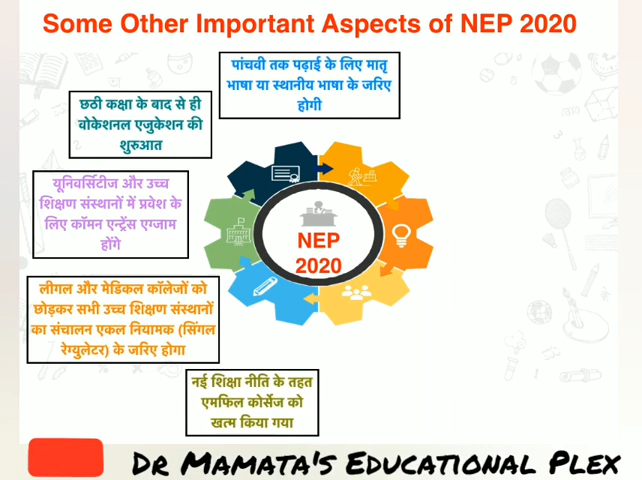 Some Other Important Aspects of NEP 2020
पांचवी तक पढ़ाई के लिए मातृ
भाषा या स्थानीय भाषा के जरिए
होगी
छठी कक्षा के बाद से ही
वोकेशनल एजुकेशन की
शुरुआत
यूनिवर्सिटीज और उच्च
शिक्षण संस्थानों में प्रवेश के
लिए कॉमन एन्ट्रेंस एग्जाम
होंगे
लीगल और मेडिकल कॉलेजों को
छोड़कर सभी उच्च शिक्षण संस्थानों
का संचालन एकल नियामक (सिंगल
रेग्युलेटर) के जरिए होगा
नई शिक्षा नीति के तहत
एमफिल कोर्सेज को
खत्म किया गया
NEP
2020
Dr Mamata's Educational Plex